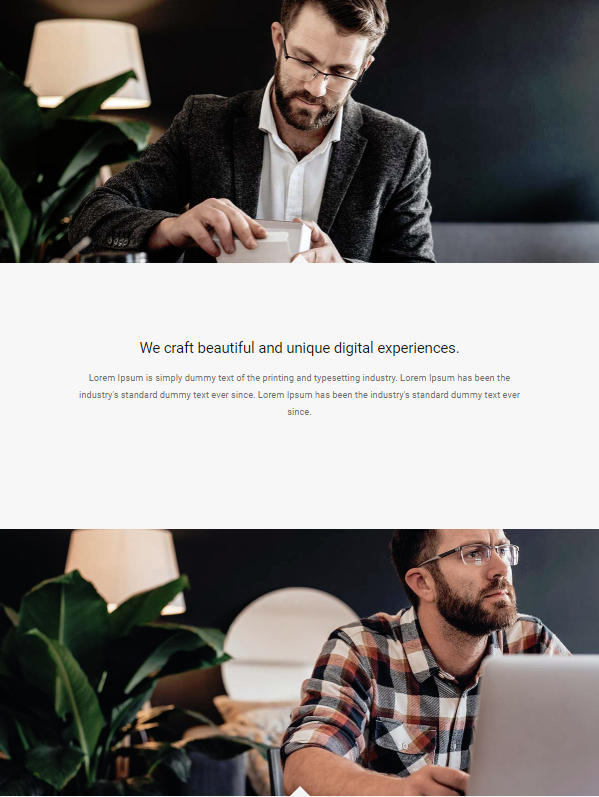 We craft beautiful and unique digital experiences.
Lorem Ipsum is simply dummy text of the printing and typesetting industry. Lorem Ipsum has been the
industry's standard dummy text ever since. Lorem Ipsum has been the industry's standard dummy text ever
since.